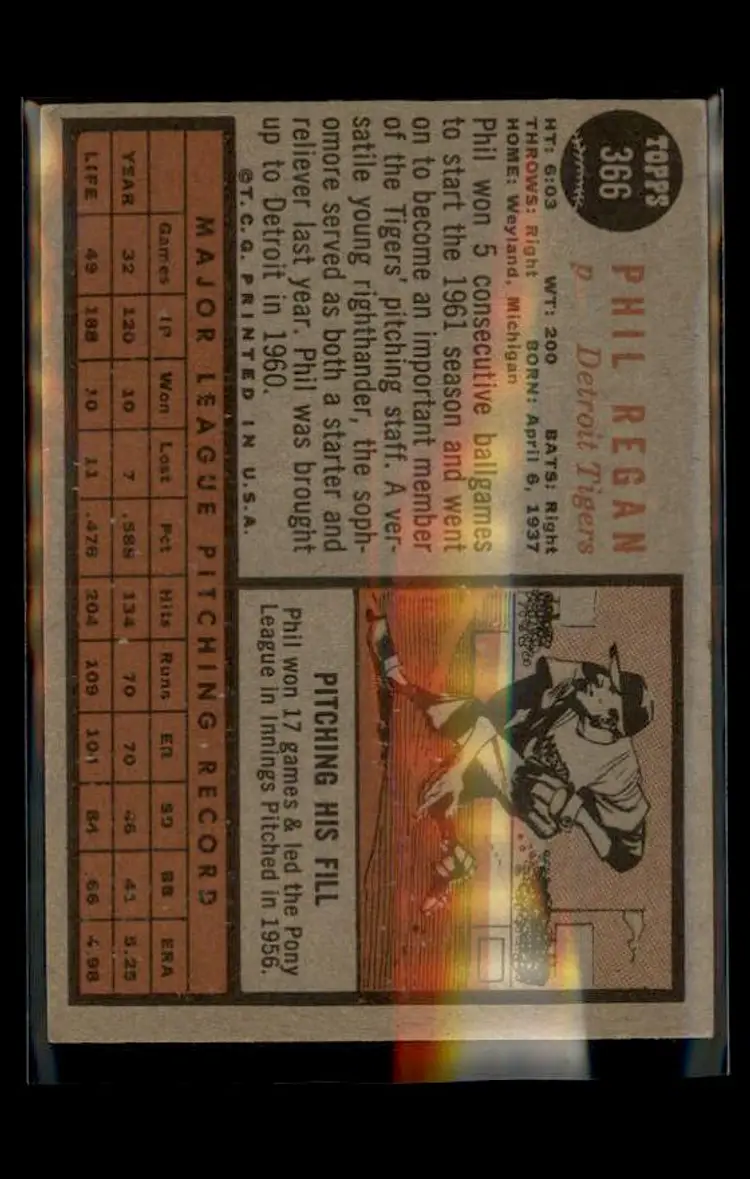 TOPPS
366
PHIL REGAN
p. Detroit Tigers
HT: 6:03 WT: 200 BATS: Right
THROWS: Right BORN: April 6, 1937
HOME: Weyland, Michigan
Phil won 5 consecutive ballgames
to start the 1961 season and went
on to become an important member
of the Tigers' pitching staff. A ver-
satile young righthander, the soph-
omore served as both a starter and
reliever last year. Phil was brought
up to Detroit in 1960.
©T.C.G. PRINTED IN U.S.A.
PITCHING HIS FILL
Phil won 17 games & led the Pony
League in Innings Pitched in 1956.
MAJOR LEAGUE PITCHING RECORD
Games IP Won Lost Pct Hits Runs ER SO BB ERA
YEAR 32 120 10 7 .588 134 70 70 46 41 5.25
LIFE 49 188 10 11 .476 204 109 104 84 66 4.98